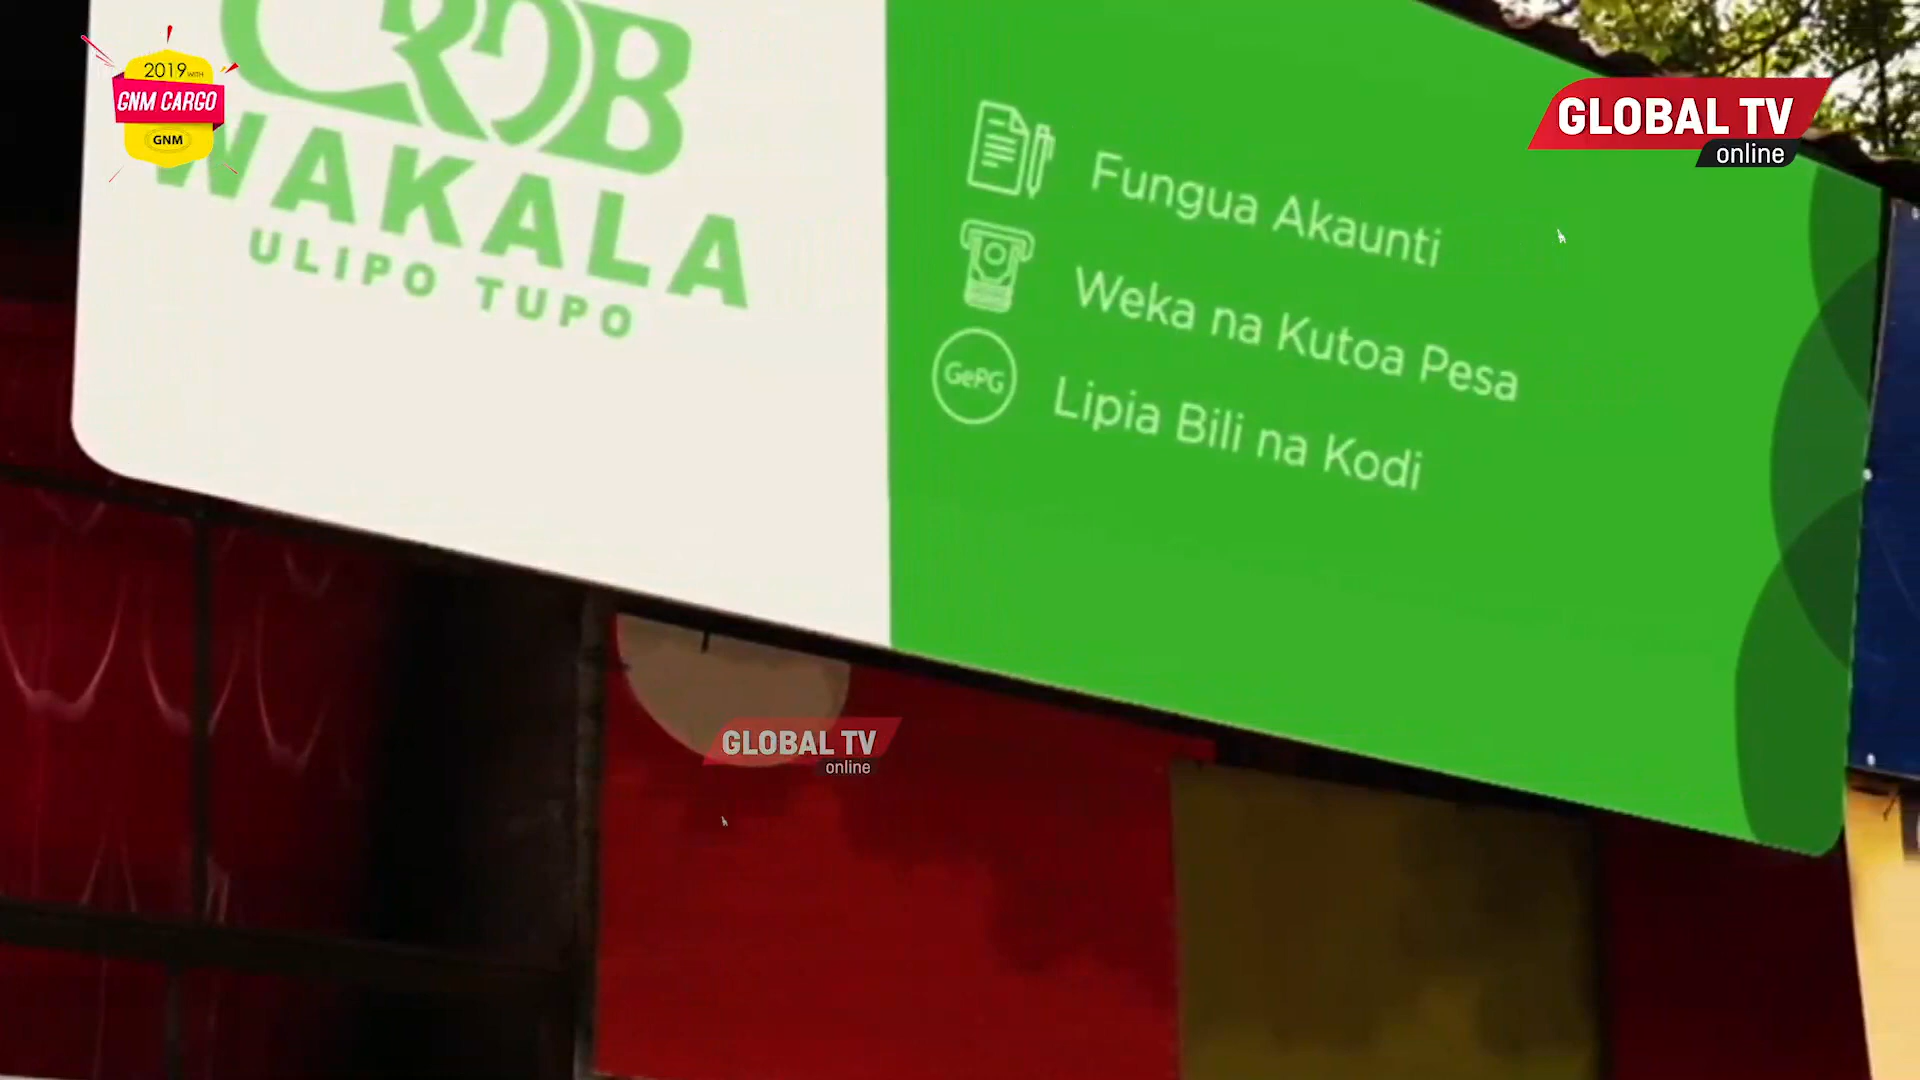 2019 WITH
GNM CARGO
GNM
GLOBAL TV
online
CRDB
WAKALA
ULIPO TUPO
Fungua Akaunti
Weka na Kutoa Pesa
GePG
Lipia Bili na Kodi
GLOBAL TV
online